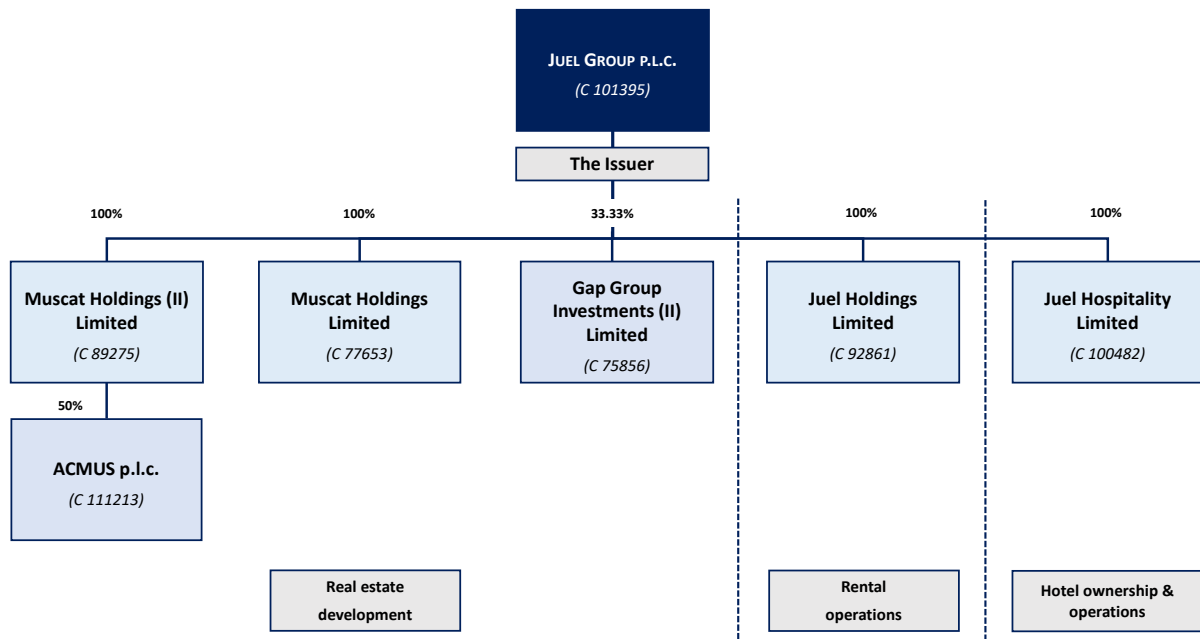 JUEL GROUP P.L.C.
(C 101395)
The Issuer
100%
100%
33.33%
100%
100%
Muscat Holdings (II)
Limited
(C 89275)
Muscat Holdings
Limited
(C 77653)
Gap Group
Investments (II)
Limited
(C 75856)
Juel Holdings
Limited
(C 92861)
Juel Hospitality
Limited
(C 100482)
50%
ACMUS p.l.c.
(C 111213)
Real estate
development
Rental
operations
Hotel ownership &
operations